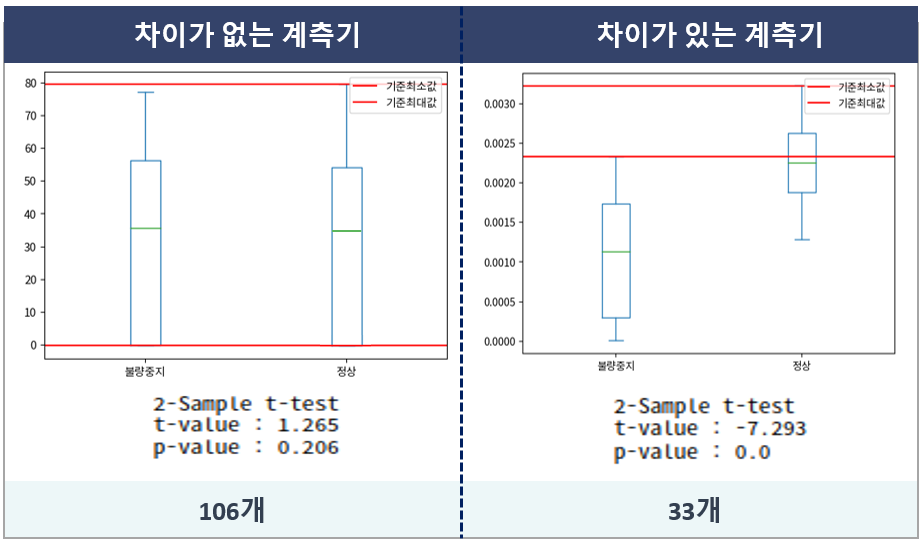 차이가 없는 계측기
차이가 있는 계측기
80
70
60
50
40
30
20
10
0
기준최소값
기준최대값
불량중지
정상
0.0030
0.0025
0.0020
0.0015
0.0010
0.0005
0.0000
기준최소값
기준최대값
불량중지
정상
2-Sample t-test
t-value : 1.265
p-value : 0.206
2-Sample t-test
t-value : -7.293
p-value : 0.0
106개
33개